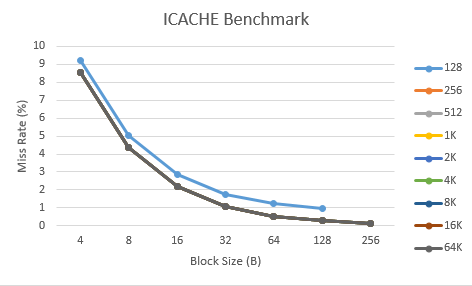 ICACHE Benchmark
Miss Rate (%)
10
9
8
7
6
5
4
3
2
1
0
4 8 16 32 64 128 256
Block Size (B)
128
256
512
1K
2K
4K
8K
16K
64K